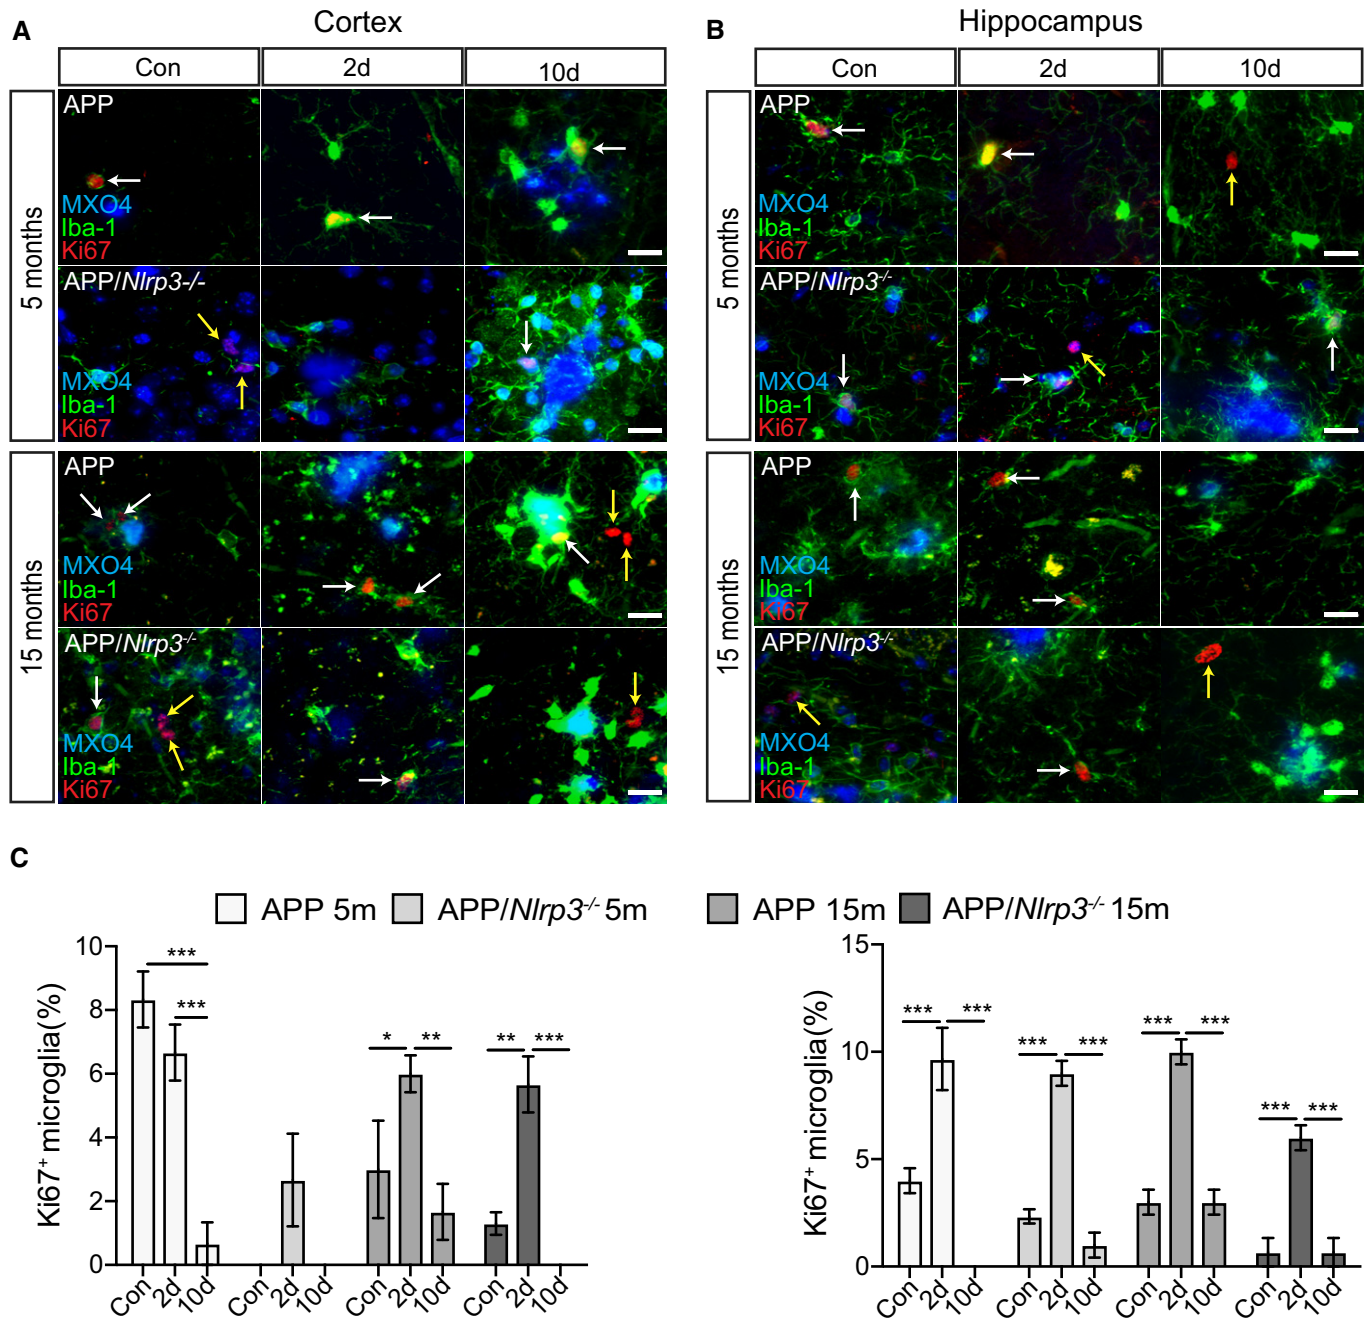 A
Cortex
Con
2d
10d
5 months
APP
MXO4
Iba-1
Ki67
APP/Nlrp3-/-
MXO4
Iba-1
Ki67
15 months
APP
MXO4
Iba-1
Ki67
APP/Nlrp3-/-
MXO4
Iba-1
Ki67
B
Hippocampus
Con
2d
10d
5 months
APP
MXO4
Iba-1
Ki67
APP/Nlrp3-/-
MXO4
Iba-1
Ki67
15 months
APP
MXO4
Iba-1
Ki67
APP/Nlrp3-/-
MXO4
Iba-1
Ki67
C
APP 5m
APP/Nlrp3-/- 5m
APP 15m
APP/Nlrp3-/- 15m
Ki67+ microglia(%)
10
8
6
4
2
0
***
***
* **
** ***
Con 2d 10d Con 2d 10d Con 2d 10d Con 2d 10d
Ki67+ microglia(%)
15
10
5
0
*** ***
*** ***
*** ***
*** ***
Con 2d 10d Con 2d 10d Con 2d 10d Con 2d 10d